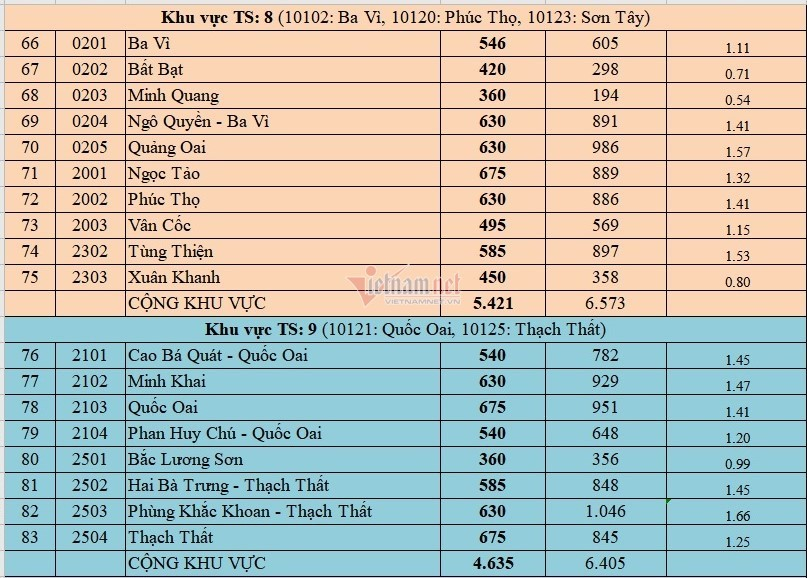 Khu vực TS: 8 (10102: Ba Vì, 10120: Phúc Thọ, 10123: Sơn Tây)
66 0201 Ba Vì 546 605 1.11
67 0202 Bất Bạt 420 298 0.71
68 0203 Minh Quang 360 194 0.54
69 0204 Ngô Quyền - Ba Vì 630 891 1.41
70 0205 Quảng Oai 630 986 1.57
71 2001 Ngọc Tảo 675 889 1.32
72 2002 Phúc Thọ 630 886 1.41
73 2003 Vân Cốc 495 569 1.15
74 2302 Tùng Thiện 585 897 1.53
75 2303 Xuân Khanh 450 358 0.80
vietnamnet
VIETNAMNET.VN
CỘNG KHU VỰC 5.421 6.573
Khu vực TS: 9 (10121: Quốc Oai, 10125: Thạch Thất)
76 2101 Cao Bá Quát - Quốc Oai 540 782 1.45
77 2102 Minh Khai 630 929 1.47
78 2103 Quốc Oai 675 951 1.41
79 2104 Phan Huy Chú - Quốc Oai 540 648 1.20
80 2501 Bắc Lương Sơn 360 356 0.99
81 2502 Hai Bà Trưng - Thạch Thất 585 848 1.45
82 2503 Phùng Khắc Khoan - Thạch Thất 630 1.046 1.66
83 2504 Thạch Thất 675 845 1.25
CỘNG KHU VỰC 4.635 6.405